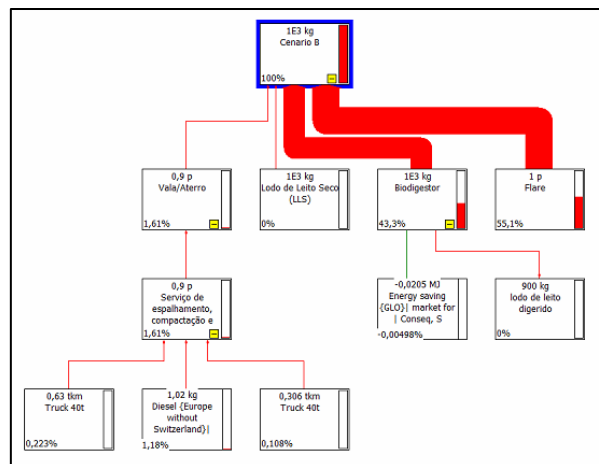 1E3 kg
Cenario B
100%
0,9 p
Vala/Aterro
1,61%
1E3 kg
Lodo de Leito Seco
(LLS)
0%
1E3 kg
Biodigestor
43,3%
1 p
Flare
55,1%
0,9 p
Serviço de
espalhamento,
compactação e
1,61%
-0,0205 MJ
Energy saving
{GLO}| market for
| Conseq, S
-0,00498%
900 kg
lodo de leito
digerido
0%
0,63 tkm
Truck 40t
0,223%
1,02 kg
Diesel {Europe
without
Switzerland}|
1,18%
0,306 tkm
Truck 40t
0,108%